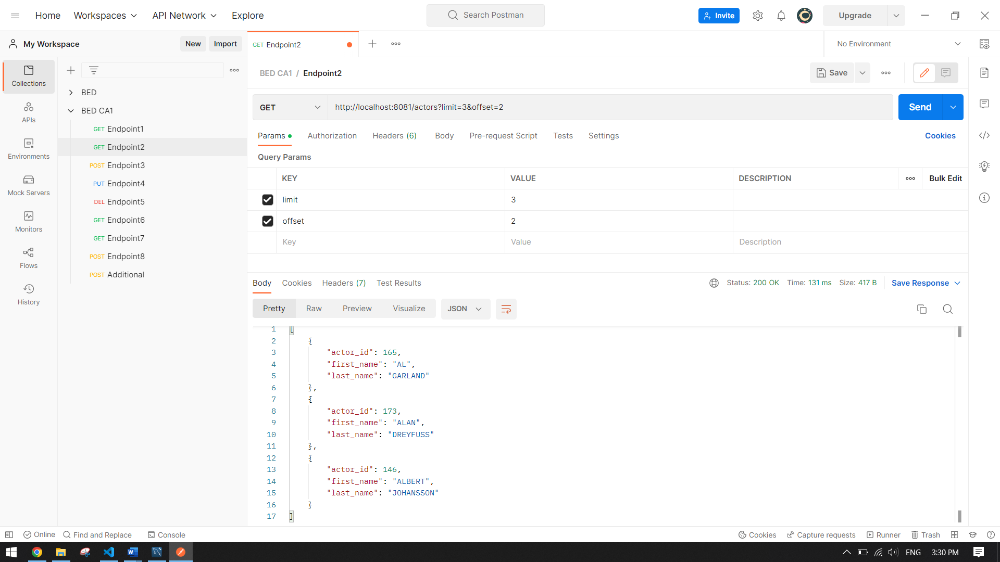 Home
Workspaces
API Network
Explore
Search Postman
Invite
Upgrade
My Workspace
New
Import
GET Endpoint2
No Environment
Collections
APIs
Environments
Mock Servers
Monitors
Flows
History
BED
BED CA1
GET Endpoint1
GET Endpoint2
POST Endpoint3
PUT Endpoint4
DEL Endpoint5
GET Endpoint6
GET Endpoint7
POST Endpoint8
POST Additional
BED CA1 / Endpoint2
Save
GET
http://localhost:8081/actors?limit=3&offset=2
Send
Params
Authorization
Headers (6)
Body
Pre-request Script
Tests
Settings
Cookies
Query Params
KEY VALUE DESCRIPTION
Bulk Edit
limit 3
offset 2
Key Value Description
Body
Cookies
Headers (7)
Test Results
Status: 200 OK
Time: 131 ms
Size: 417 B
Save Response
Pretty
Raw
Preview
Visualize
JSON
1 [
2 {
3 "actor_id": 165,
4 "first_name": "AL",
5 "last_name": "GARLAND"
6 },
7 {
8 "actor_id": 173,
9 "first_name": "ALAN",
10 "last_name": "DREYFUSS"
11 },
12 {
13 "actor_id": 146,
14 "first_name": "ALBERT",
15 "last_name": "JOHANSSON"
16 }
17 ]
Online
Find and Replace
Console
Cookies
Capture requests
Runner
Trash
ENG
3:30 PM